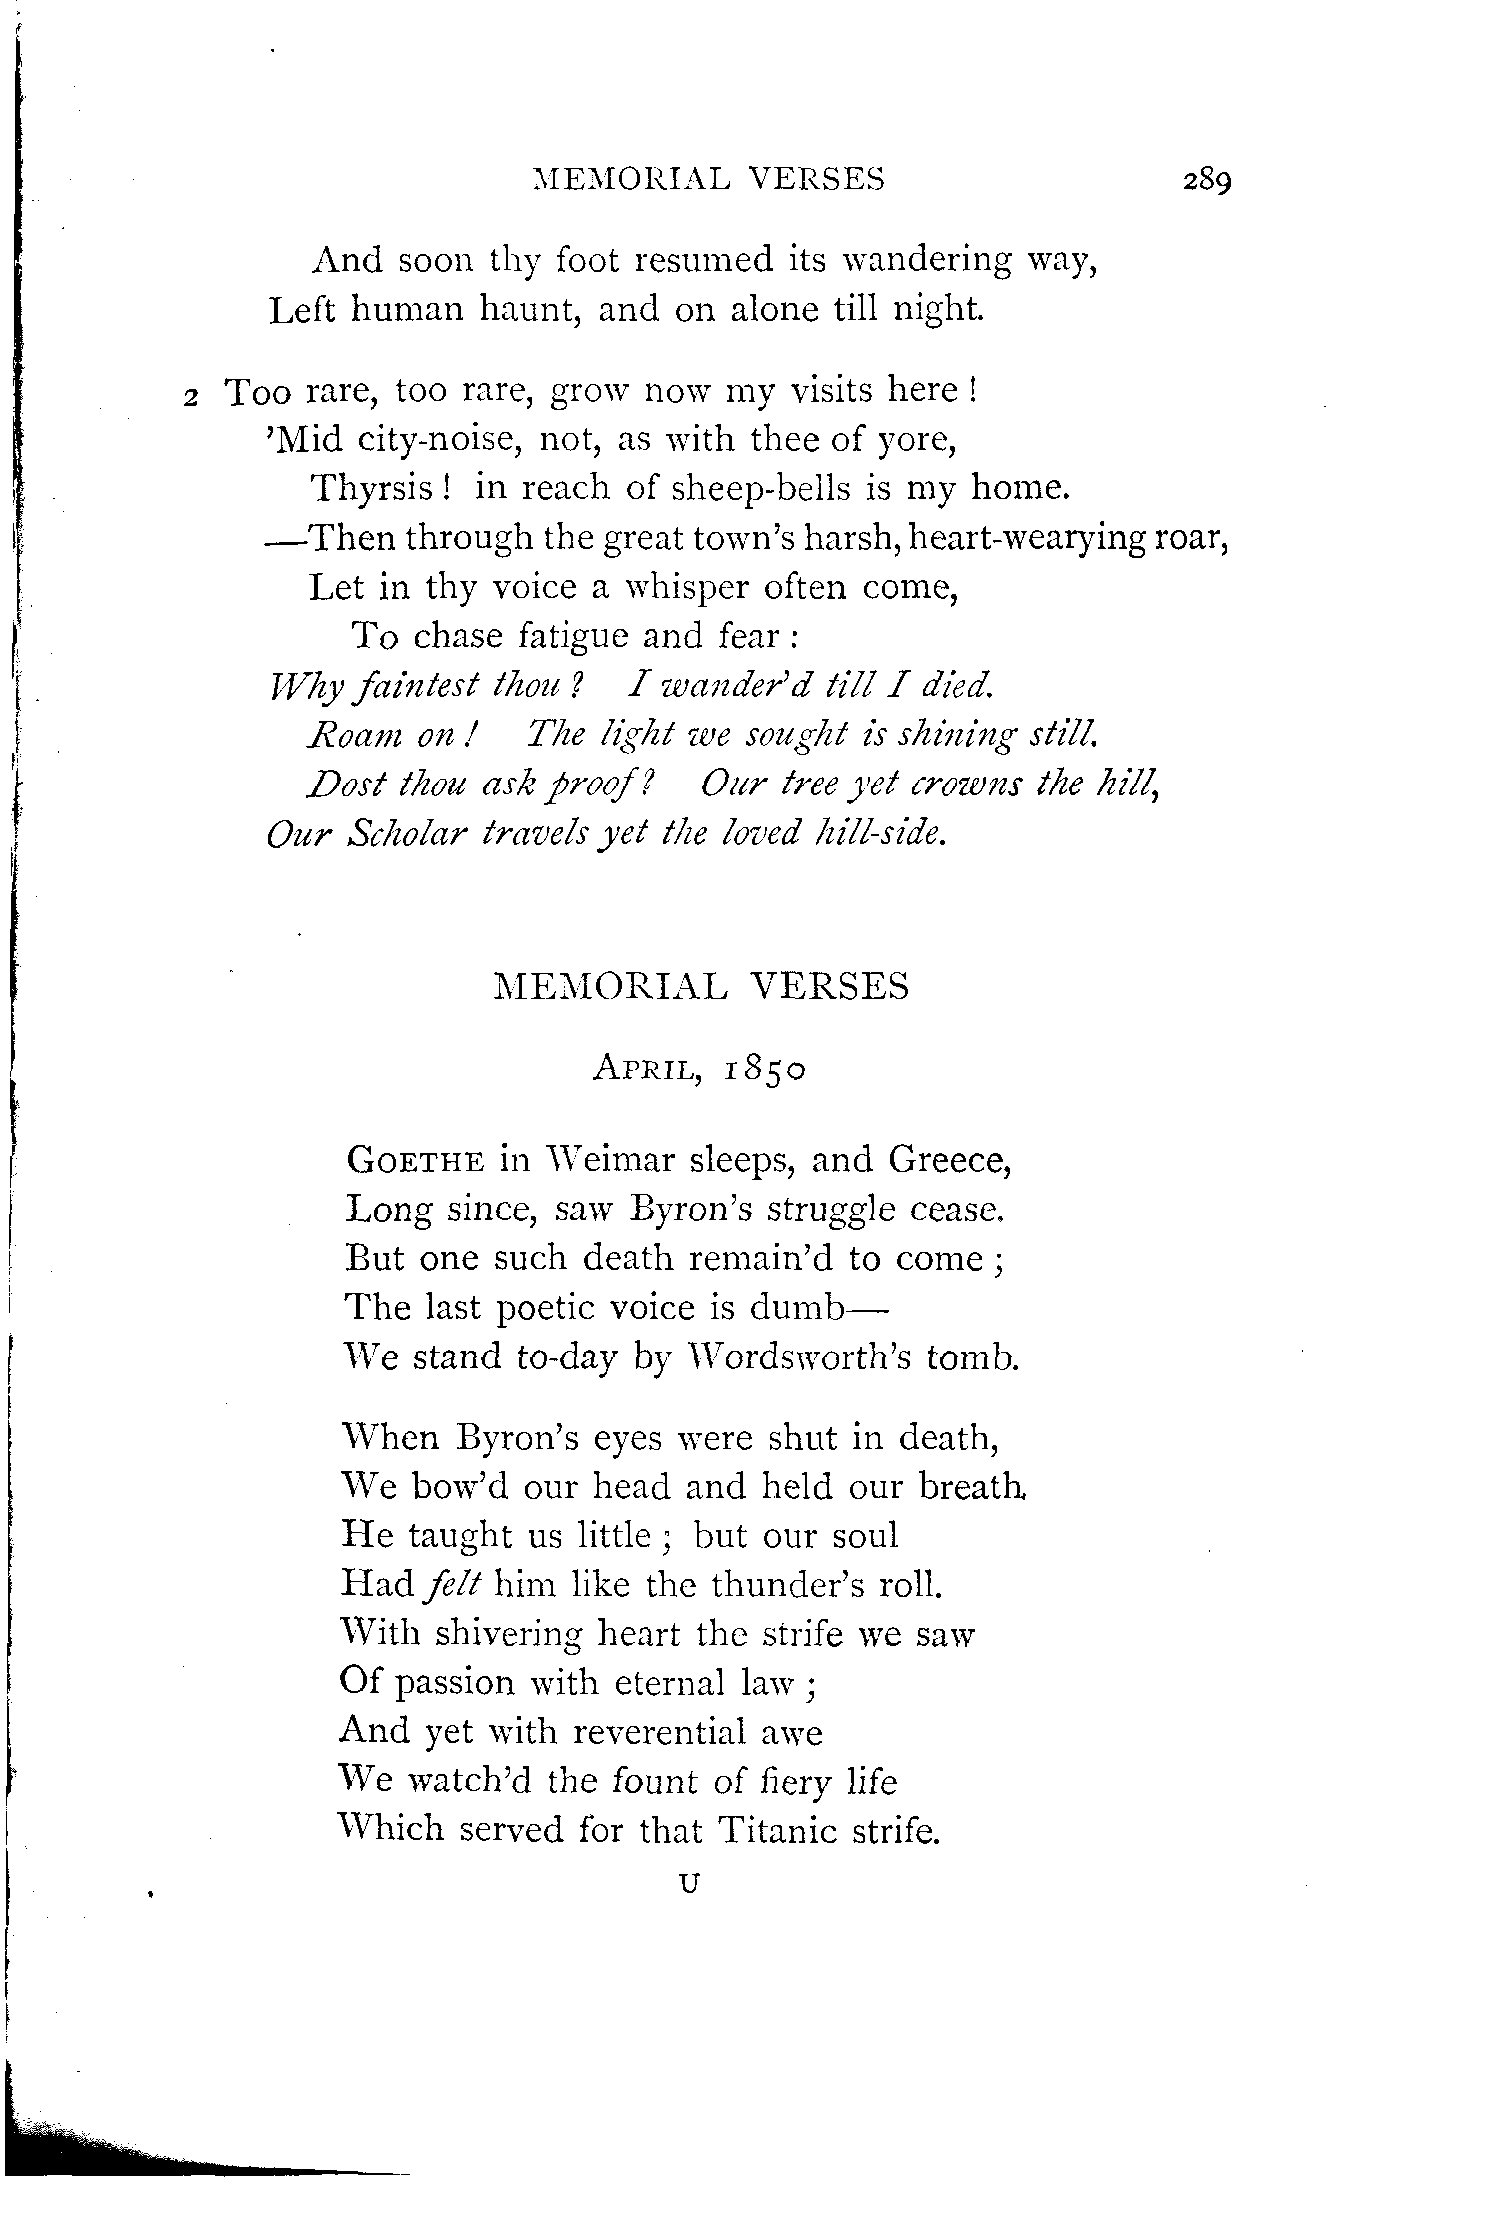 MEMORIAL VERSES 289
And soon thy foot resumed its wandering way,
Left human haunt, and on alone till night.
2 Too rare, too rare, grow now my visits here !
’Mid city-noise, not, as with thee of yore,
Thyrsis ! in reach of sheep-bells is my home.
—Then through the great town’s harsh, heart-wearying roar,
Let in thy voice a whisper often come,
To chase fatigue and fear :
Why faintest thou ? I wander’d till I died.
Roam on ! The light we sought is shining still.
Dost thou ask proof ? Our tree yet crowns the hill,
Our Scholar travels yet the loved hill-side.
MEMORIAL VERSES
APRIL, 1850
GOETHE in Weimar sleeps, and Greece,
Long since, saw Byron’s struggle cease.
But one such death remain’d to come ;
The last poetic voice is dumb—
We stand to-day by Wordsworth’s tomb.
When Byron’s eyes were shut in death,
We bow’d our head and held our breath.
He taught us little ; but our soul
Had felt him like the thunder’s roll.
With shivering heart the strife we saw
Of passion with eternal law ;
And yet with reverential awe
We watch’d the fount of fiery life
Which served for that Titanic strife.
U